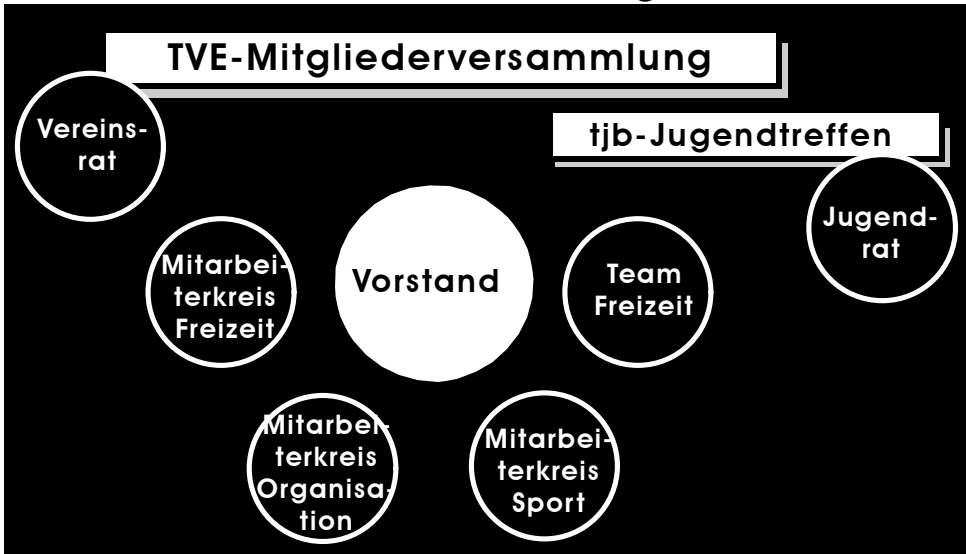 TVE-Mitgliederversammlung
Vereins-
rat
tjb-Jugendtreffen
Jugend-
rat
Mitarbei-
terkreis
Freizeit
Vorstand
Team
Freizeit
Mitarbei-
terkreis
Organisa-
tion
Mitarbei-
terkreis
Sport